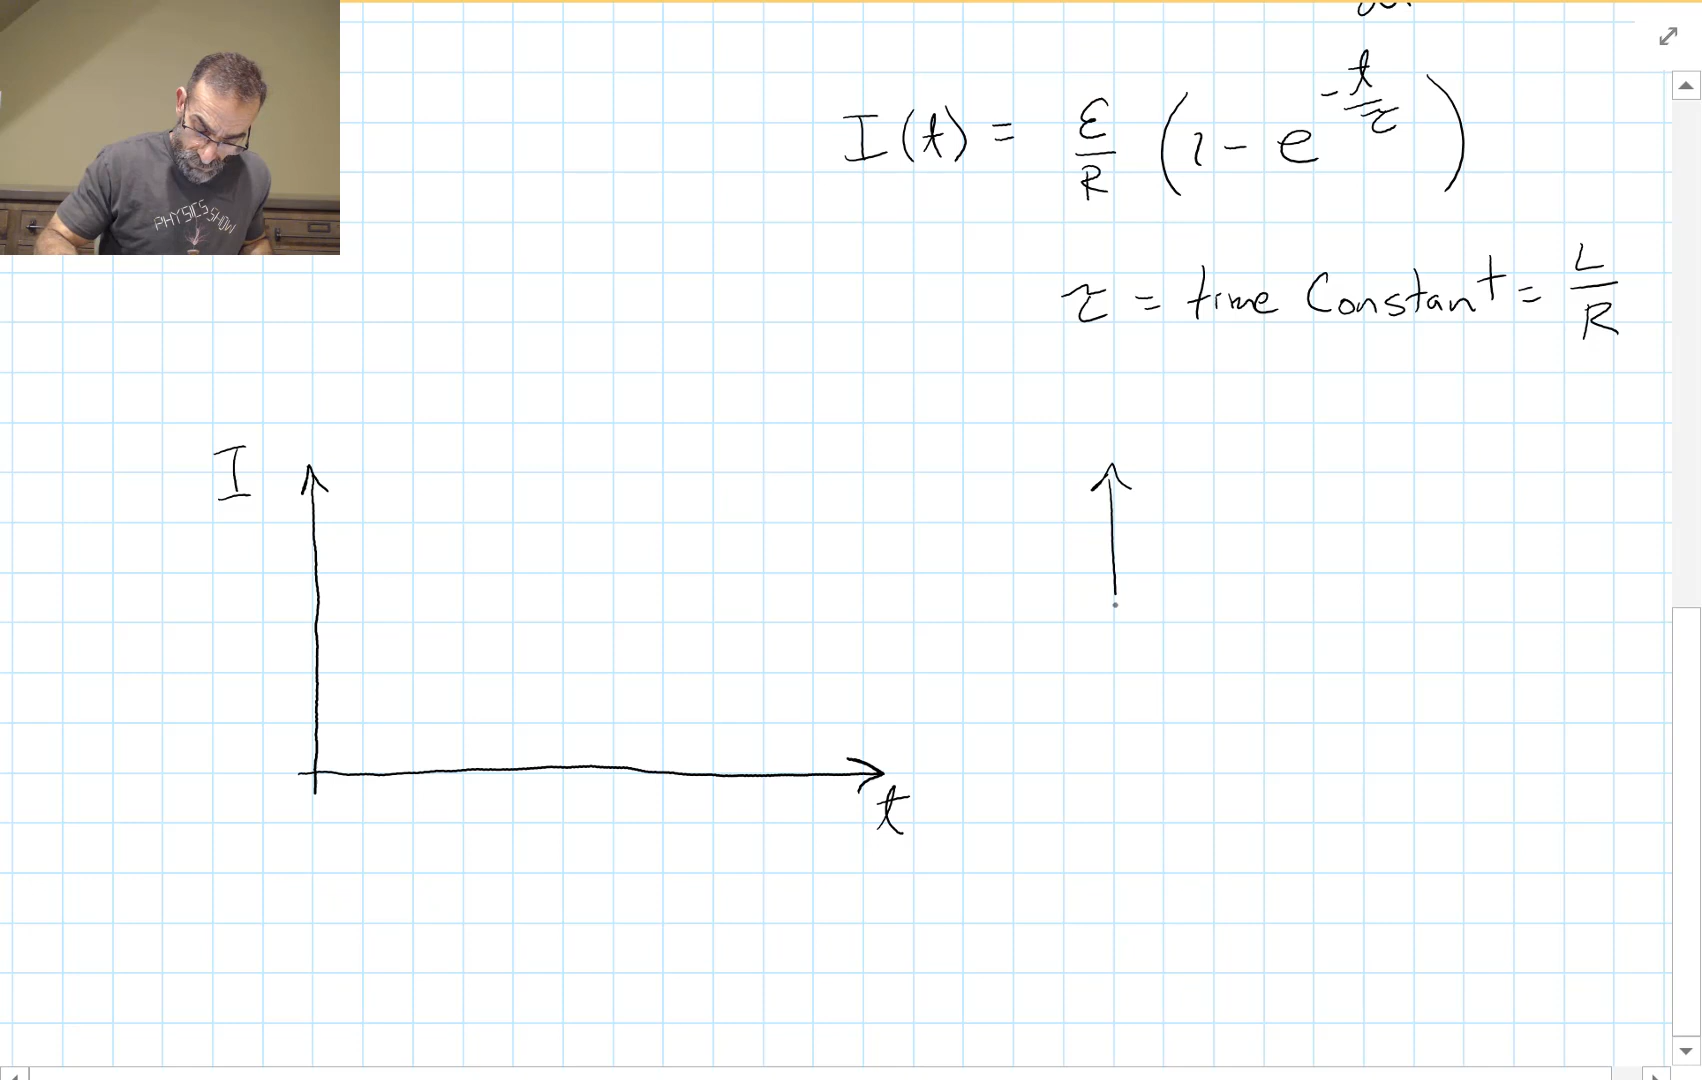 I(t) = ℰ/R (1 - e^(-t/τ))
τ = time constant = L/R
I
t
PHYSICS SHOW